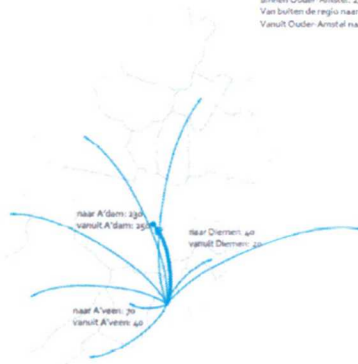 Van buiten de regio naar
Vanuit Ouder-Amstel na
naar A'dam: 230
vanuit A'dam: 250
naar Diemen: 40
vanuit Diemen: 20
naar A'veen: 70
vanuit A'veen: 40